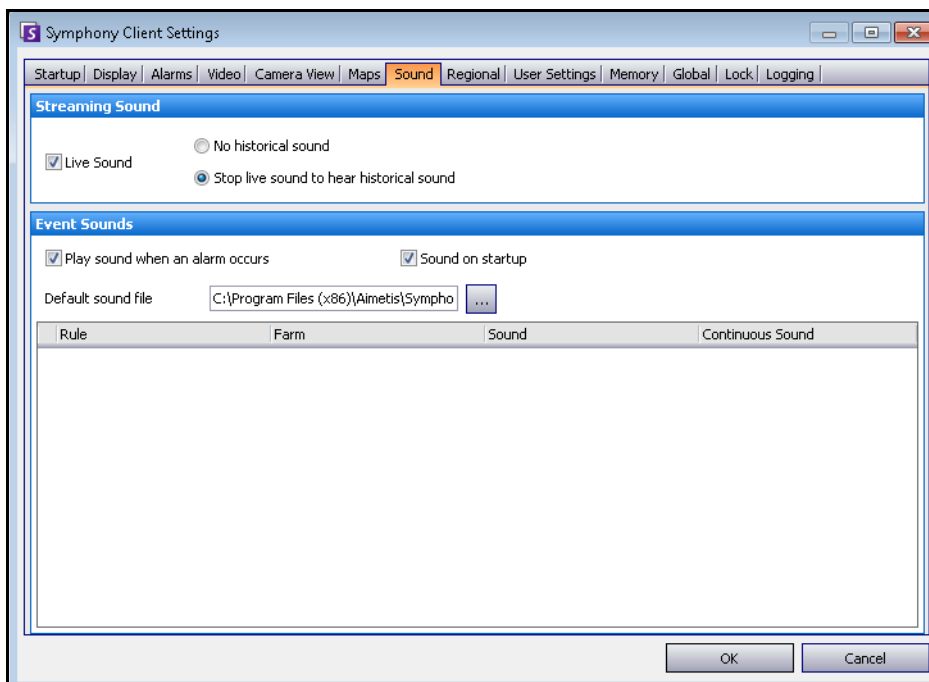 Symphony Client Settings
Startup Display Alarms Video Camera View Maps Sound Regional User Settings Memory Global Lock Logging
Streaming Sound
Live Sound
No historical sound
Stop live sound to hear historical sound
Event Sounds
Play sound when an alarm occurs Sound on startup
Default sound file C:\Program Files (x86)\Aimetis\Sympho ...
Rule Farm Sound Continuous Sound
OK Cancel